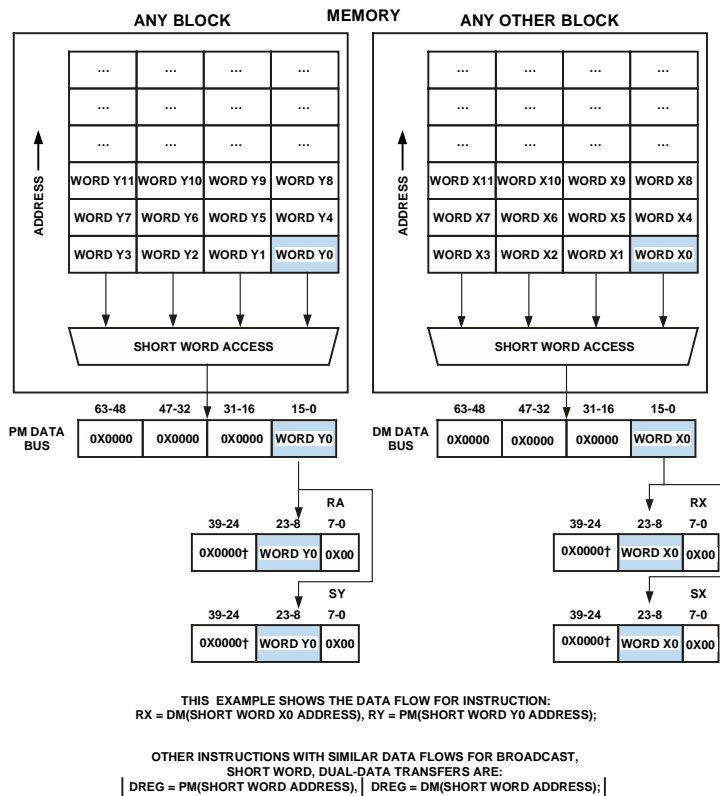 MEMORY
ANY BLOCK
ANY OTHER BLOCK
... ... ... ...
... ... ... ...
... ... ... ...
WORD Y11 WORD Y10 WORD Y9 WORD Y8
WORD Y7 WORD Y6 WORD Y5 WORD Y4
WORD Y3 WORD Y2 WORD Y1 WORD Y0
ADDRESS
SHORT WORD ACCESS
... ... ... ...
... ... ... ...
... ... ... ...
WORD X11 WORD X10 WORD X9 WORD X8
WORD X7 WORD X6 WORD X5 WORD X4
WORD X3 WORD X2 WORD X1 WORD X0
ADDRESS
SHORT WORD ACCESS
63-48 47-32 31-16 15-0
PM DATA
BUS
0X0000 0X0000 0X0000 WORD Y0
63-48 47-32 31-16 15-0
DM DATA
BUS
0X0000 0X0000 0X0000 WORD X0
RA
39-24 23-8 7-0
0X0000† WORD Y0 0X00
SY
39-24 23-8 7-0
0X0000† WORD Y0 0X00
RX
39-24 23-8 7-0
0X0000† WORD X0 0X00
SX
39-24 23-8 7-0
0X0000† WORD X0 0X00
THIS EXAMPLE SHOWS THE DATA FLOW FOR INSTRUCTION:
RX = DM(SHORT WORD X0 ADDRESS), RY = PM(SHORT WORD Y0 ADDRESS);
OTHER INSTRUCTIONS WITH SIMILAR DATA FLOWS FOR BROADCAST,
SHORT WORD, DUAL-DATA TRANSFERS ARE:
| DREG = PM(SHORT WORD ADDRESS), | DREG = DM(SHORT WORD ADDRESS); |